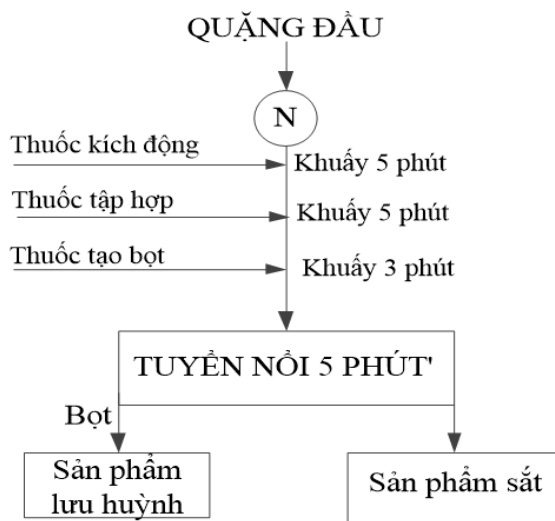 QUẶNG ĐẦU
N
Thuốc kích động
Khuấy 5 phút
Thuốc tập hợp
Khuấy 5 phút
Thuốc tạo bọt
Khuấy 3 phút
TUYỂN NỔI 5 PHÚT'
Bọt
Sản phẩm
lưu huỳnh
Sản phẩm sắt